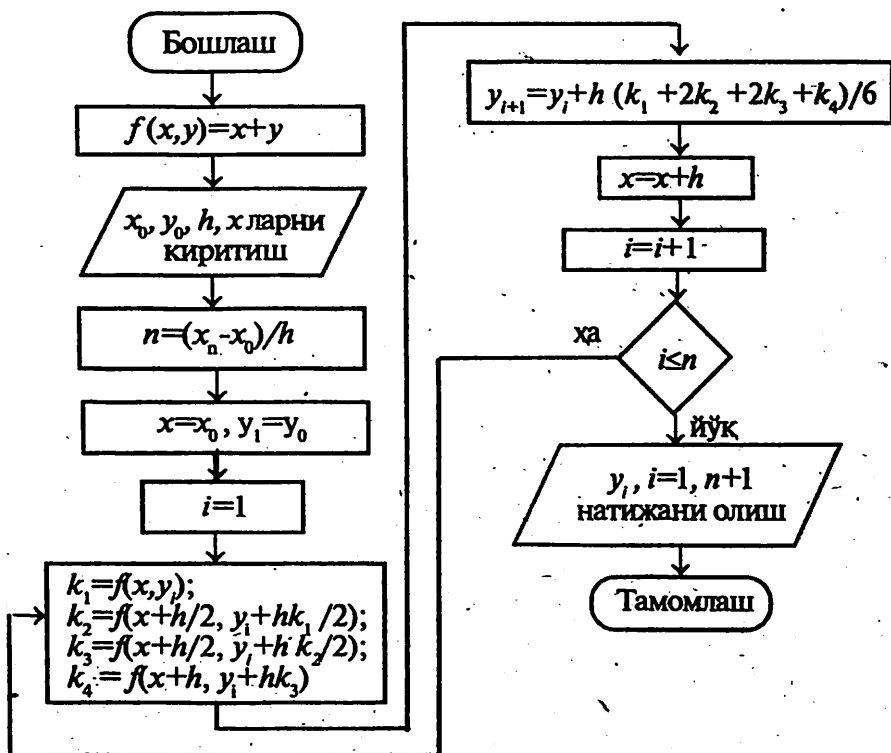 Бошлаш
f(x,y)=x+y
x₀, y₀, h, x ларни
киритиш
n=(xₙ-x₀)/h
x=x₀, y₁=y₀
i=1
k₁=f(x,yᵢ);
k₂=f(x+h/2, yᵢ+hk₁/2);
k₃=f(x+h/2, yᵢ+h k₂/2);
k₄= f(x+h, yᵢ+hk₃)
yᵢ₊₁=yᵢ+h (k₁+2k₂+2k₃+k₄)/6
x=x+h
i=i+1
ҳа
i≤n
йўқ
yᵢ, i=1, n+1
натижани олиш
Тамомлаш